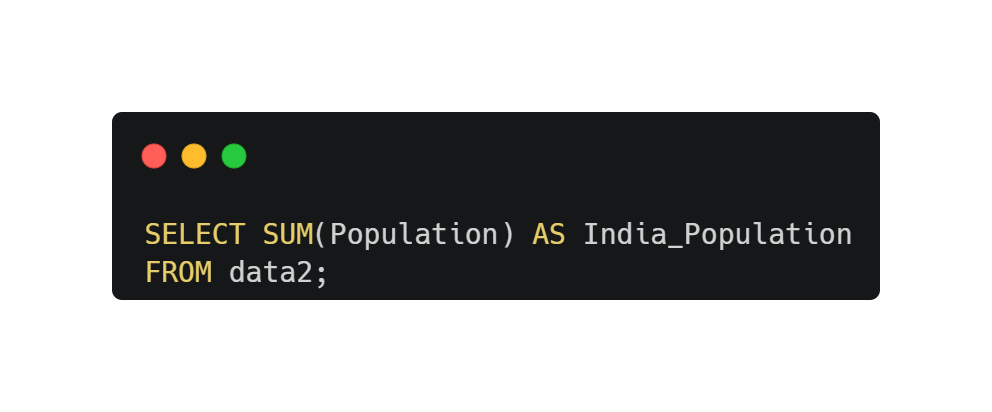 SELECT SUM(Population) AS India_Population
FROM data2;